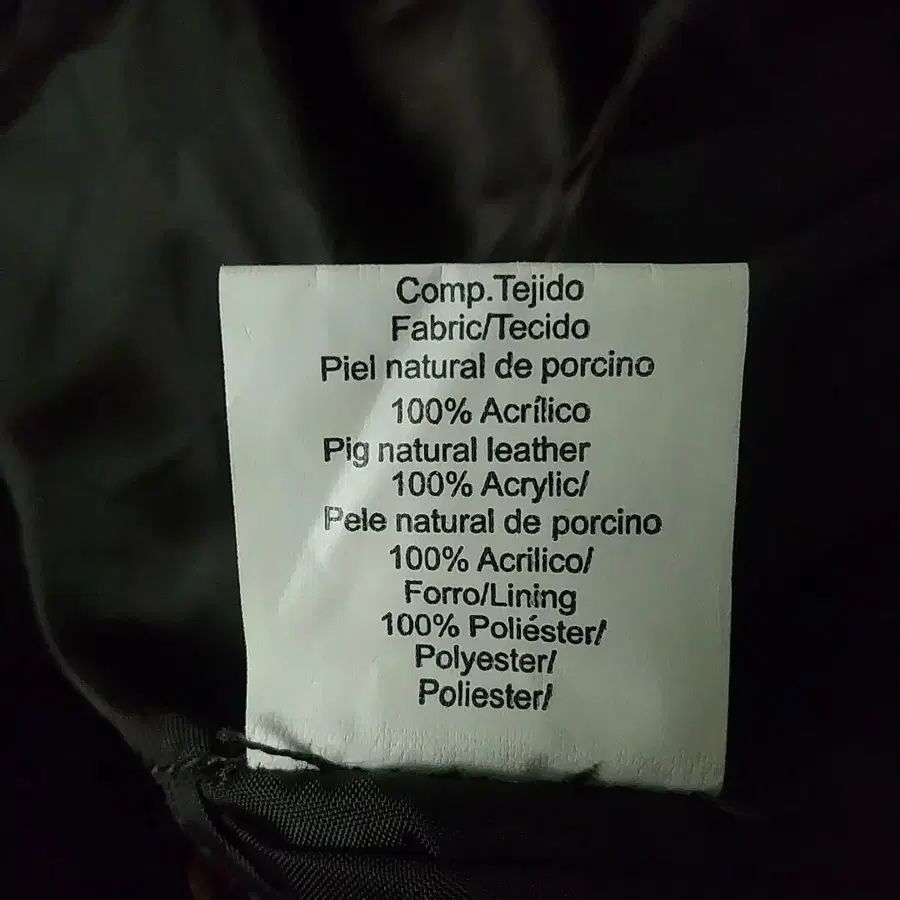 Comp.Tejido
Fabric/Tecido
Piel natural de porcino
100% Acrílico
Pig natural leather
100% Acrylic/
Pele natural de porcino
100% Acrilico/
Forro/Lining
100% Poliéster/
Polyester/
Poliester/